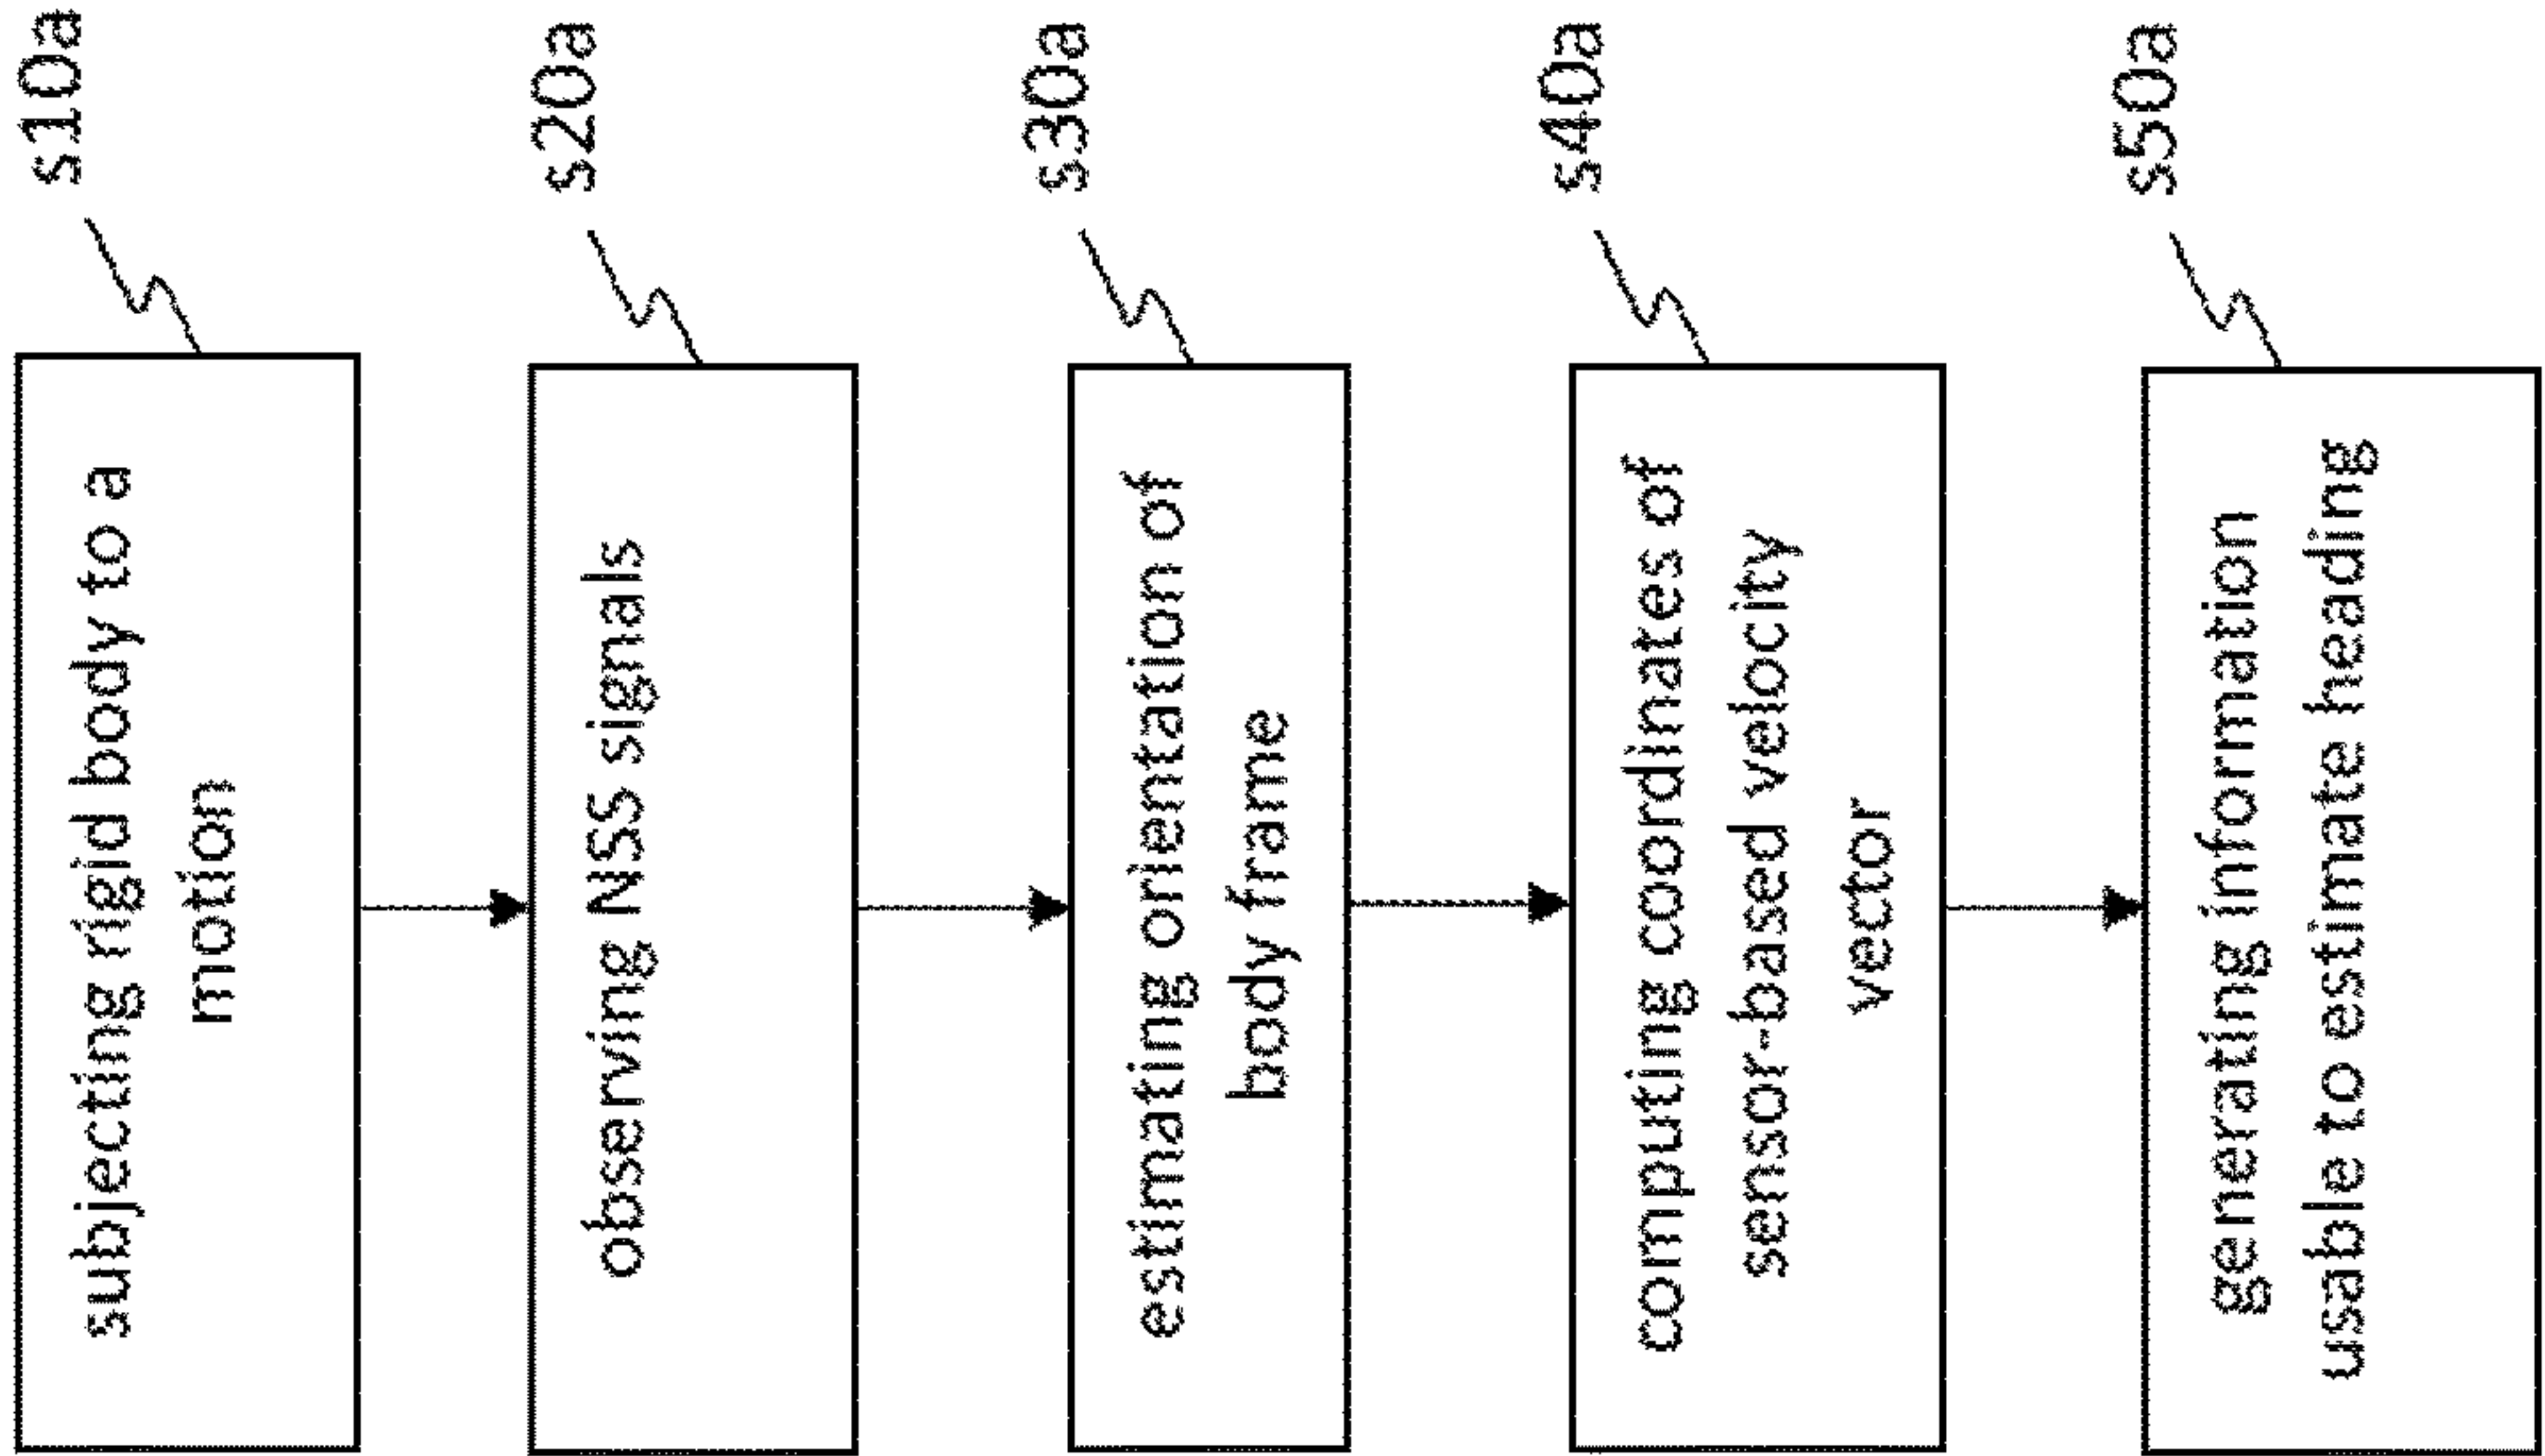 s10a
subjecting rigid body to a
motion
s20a
observing NSS signals
s30a
estimating orientation of
body frame
s40a
computing coordinates of
sensor-based velocity
vector
s50a
generating information
usable to estimate heading